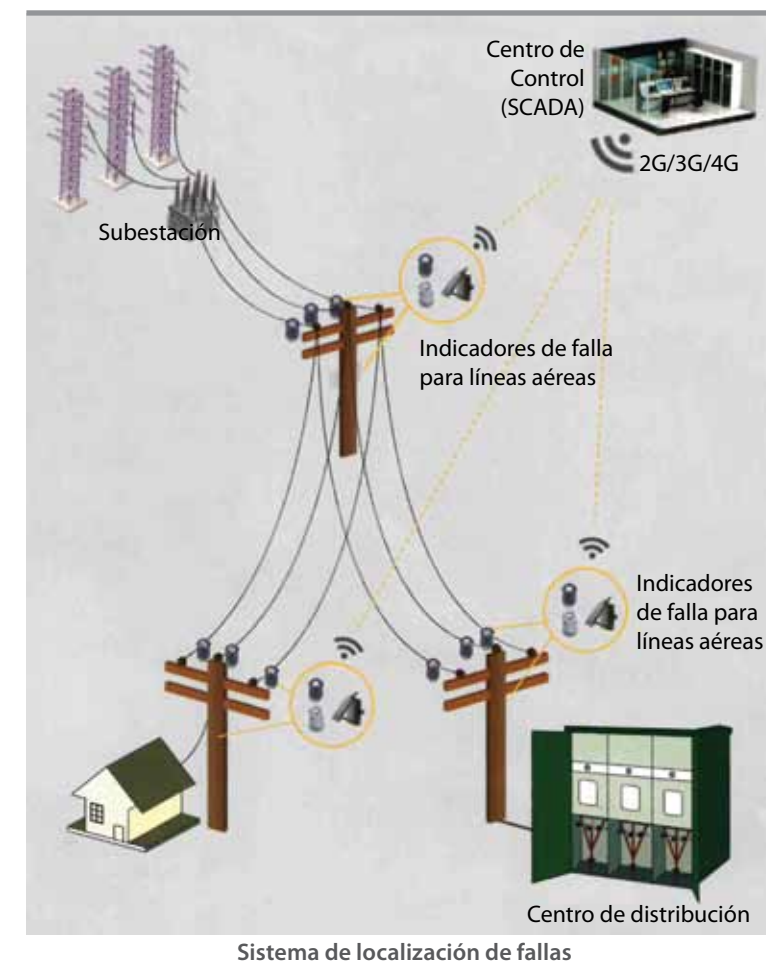 Centro de
Control
(SCADA)
2G/3G/4G
Subestación
Indicadores de falla
para líneas aéreas
Indicadores
de falla para
líneas aéreas
Centro de distribución
Sistema de localización de fallas